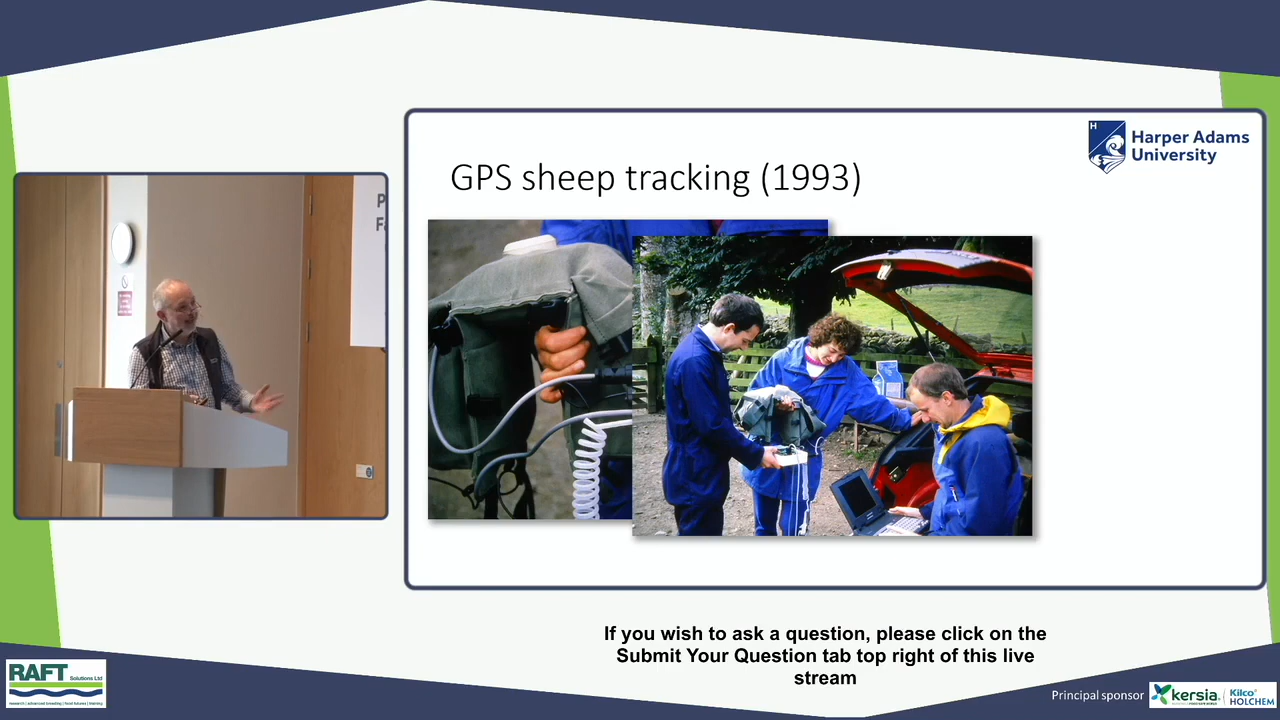 Harper Adams
University
GPS sheep tracking (1993)
P
If you wish to ask a question, please click on the
Submit Your Question tab top right of this live
stream
RAFT
Solutions Ltd
Principal sponsor
kersia
Kilco
HOLCHEM